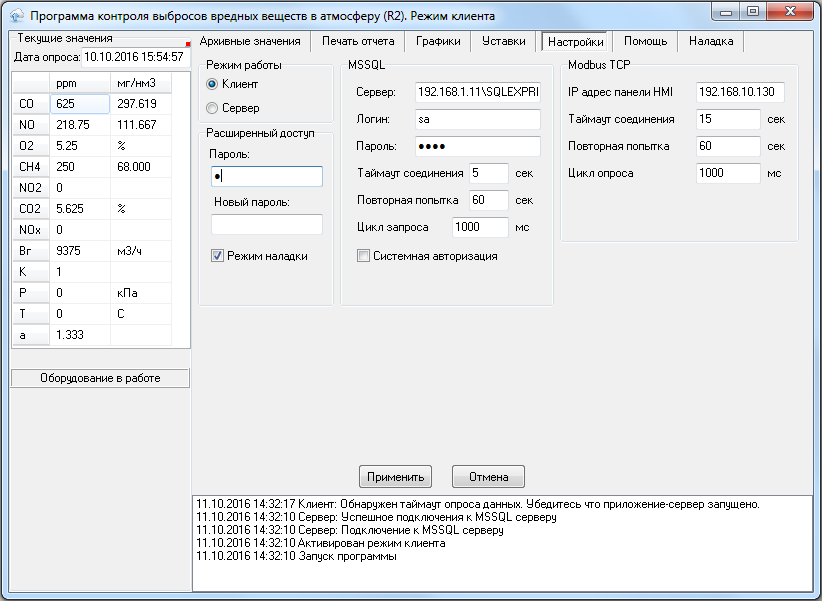 Программа контроля выбросов вредных веществ в атмосферу (R2). Режим клиента
Текущие значения
Дата опроса: 10.10.2016 15:54:57
ppm мг/нм3
CO 625 297.619
NO 218.75 111.667
O2 5.25 %
CH4 250 68.000
NO2 0
CO2 5.625 %
NOx 0
Вг 9375 м3/ч
K 1
P 0 кПа
T 0 C
a 1.333
Оборудование в работе
Архивные значения Печать отчета Графики Уставки Настройки Помощь Наладка
Режим работы
Клиент
Сервер
Расширенный доступ
Пароль:
Новый пароль:
Режим наладки
MSSQL
Сервер: 192.168.1.11\SQLEXPRI
Логин: sa
Пароль:
Таймаут соединения 5 сек
Повторная попытка 60 сек
Цикл запроса 1000 мс
Системная авторизация
Modbus TCP
IP адрес панели HMI 192.168.10.130
Таймаут соединения 15 сек
Повторная попытка 60 сек
Цикл опроса 1000 мс
Применить Отмена
11.10.2016 14:32:17 Клиент: Обнаружен таймаут опроса данных. Убедитесь что приложение-сервер запущено.
11.10.2016 14:32:10 Сервер: Успешное подключения к MSSQL серверу
11.10.2016 14:32:10 Сервер: Подключение к MSSQL серверу
11.10.2016 14:32:10 Активирован режим клиента
11.10.2016 14:32:10 Запуск программы